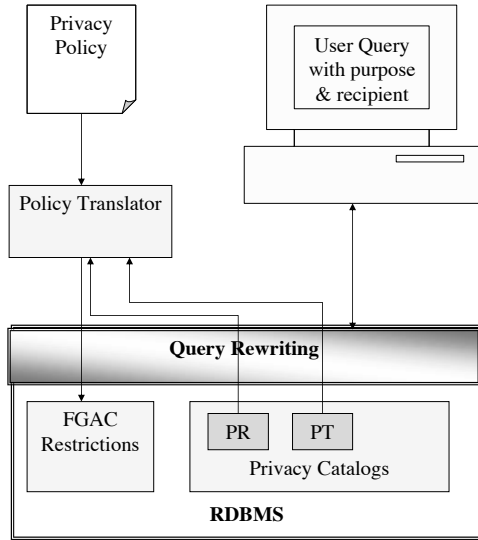 Privacy
Policy
User Query
with purpose
& recipient
Policy Translator
Query Rewriting
FGAC
Restrictions
PR
PT
Privacy Catalogs
RDBMS